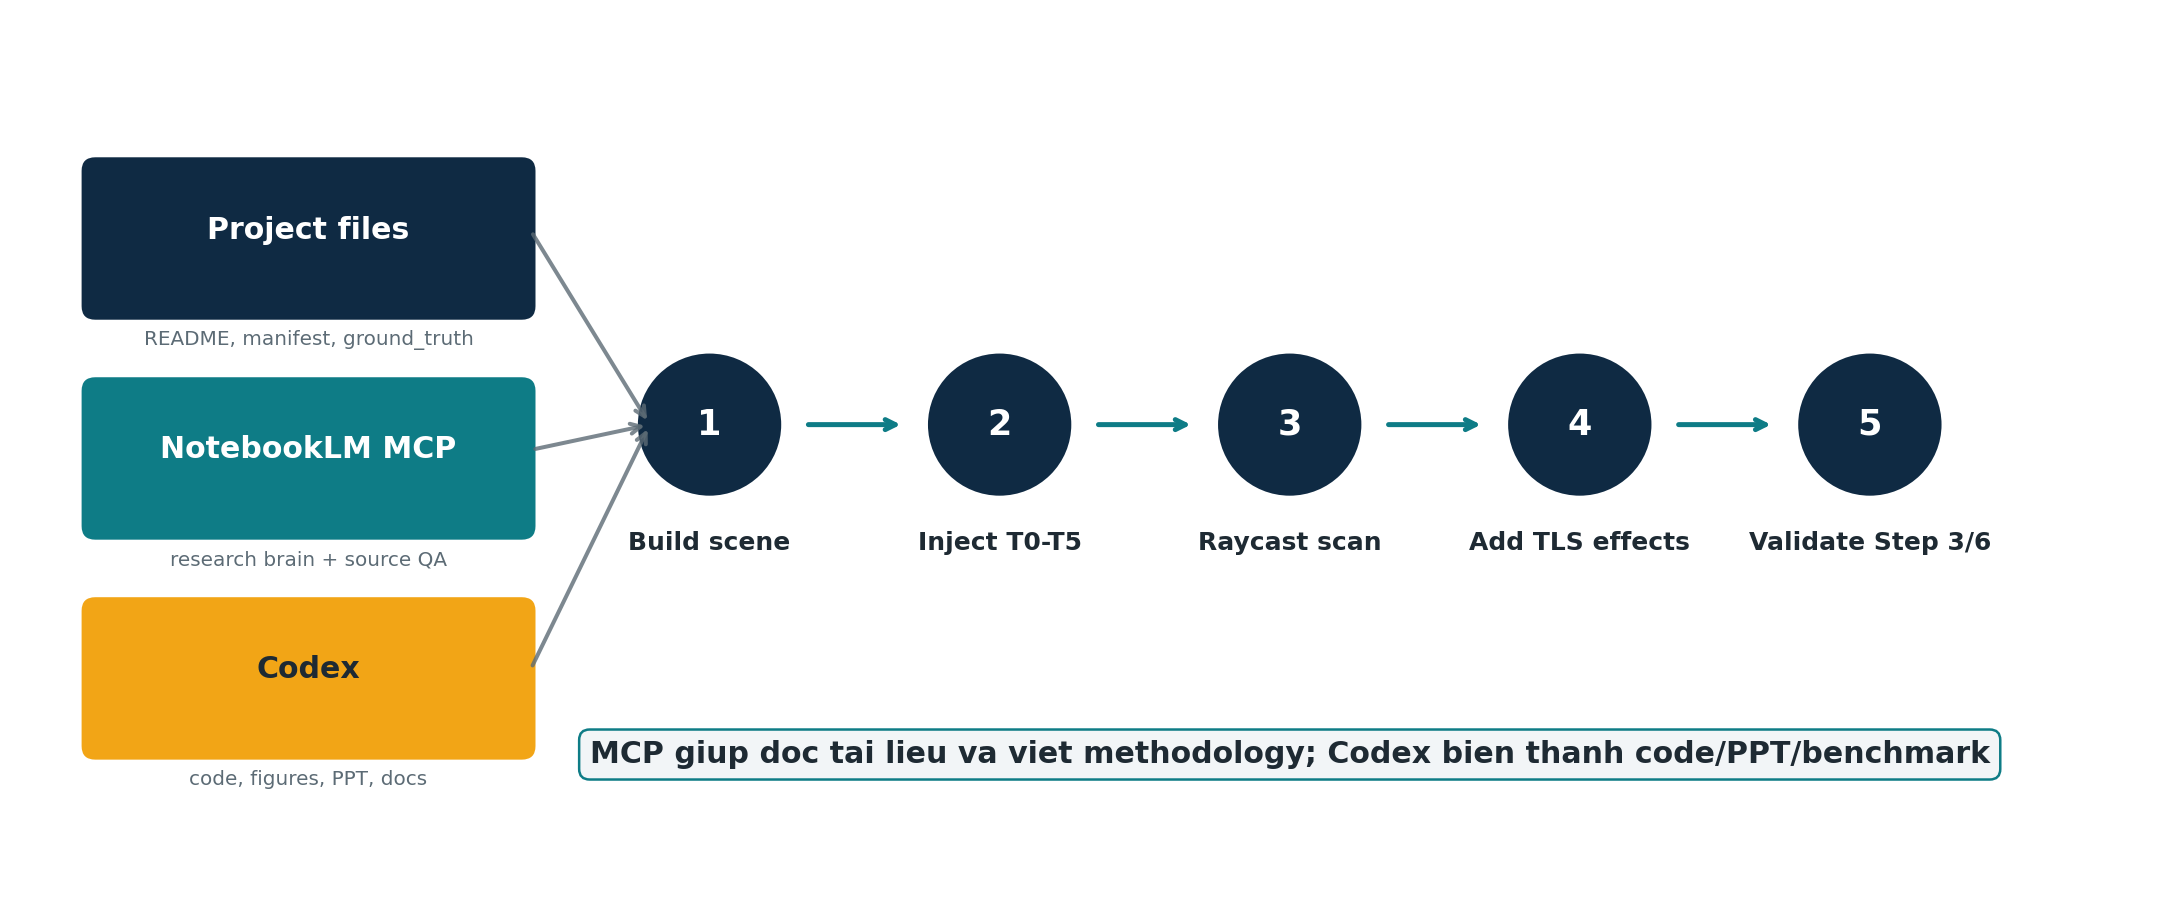 Project files
README, manifest, ground_truth
NotebookLM MCP
research brain + source QA
Codex
code, figures, PPT, docs
1
2
3
4
5
Build scene
Inject T0-T5
Raycast scan
Add TLS effects
Validate Step 3/6
MCP giup doc tai lieu va viet methodology; Codex bien thanh code/PPT/benchmark